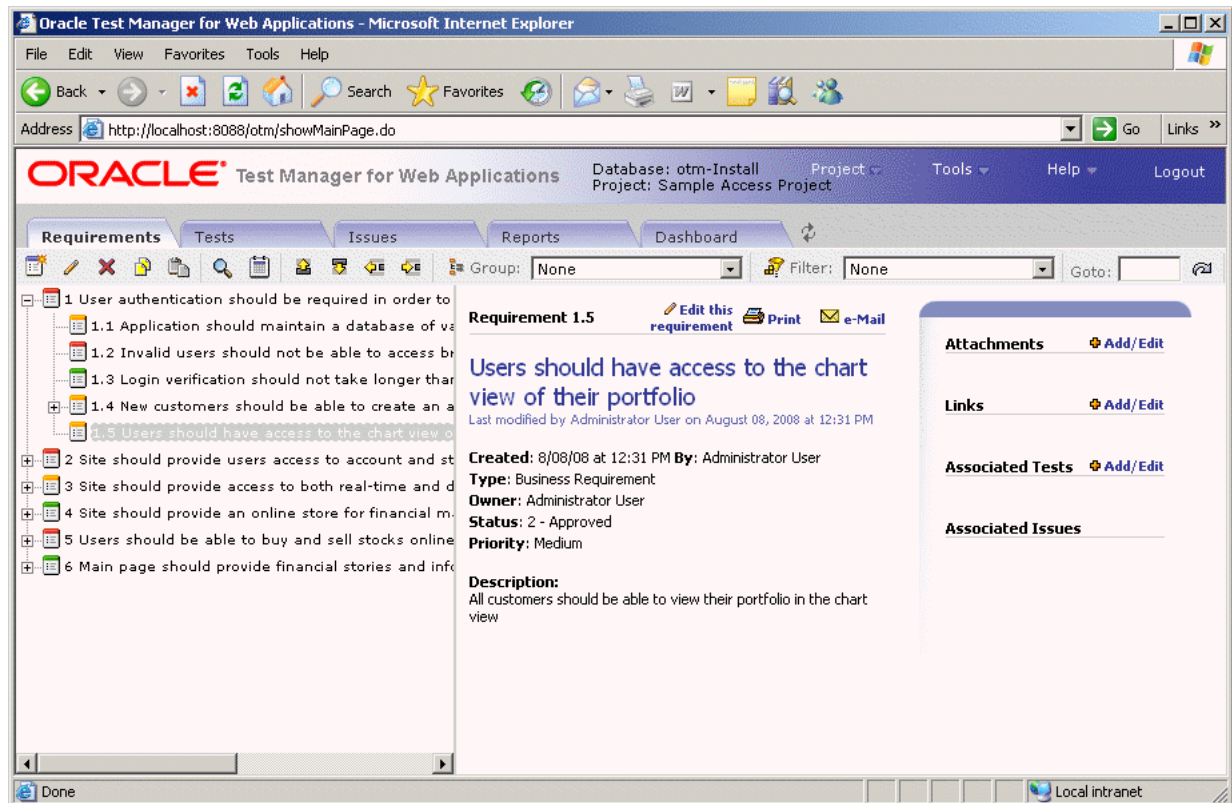 Oracle Test Manager for Web Applications - Microsoft Internet Explorer
File Edit View Favorites Tools Help
Back Search Favorites
Address http://localhost:8088/otm/showMainPage.do Go Links »
ORACLE Test Manager for Web Applications
Database: otm-Install
Project: Sample Access Project
Project Tools Help Logout
Requirements Tests Issues Reports Dashboard
Group: None Filter: None Goto:
1 User authentication should be required in order to
1.1 Application should maintain a database of va
1.2 Invalid users should not be able to access br
1.3 Login verification should not take longer than
1.4 New customers should be able to create an a
1.5 Users should have access to the chart view o
2 Site should provide users access to account and st
3 Site should provide access to both real-time and d
4 Site should provide an online store for financial m
5 Users should be able to buy and sell stocks online
6 Main page should provide financial stories and info
Requirement 1.5
Edit this
requirement
Print
e-Mail
Users should have access to the chart
view of their portfolio
Last modified by Administrator User on August 08, 2008 at 12:31 PM
Created: 8/08/08 at 12:31 PM By: Administrator User
Type: Business Requirement
Owner: Administrator User
Status: 2 - Approved
Priority: Medium
Description:
All customers should be able to view their portfolio in the chart
view
Attachments Add/Edit
Links Add/Edit
Associated Tests Add/Edit
Associated Issues
Done
Local intranet